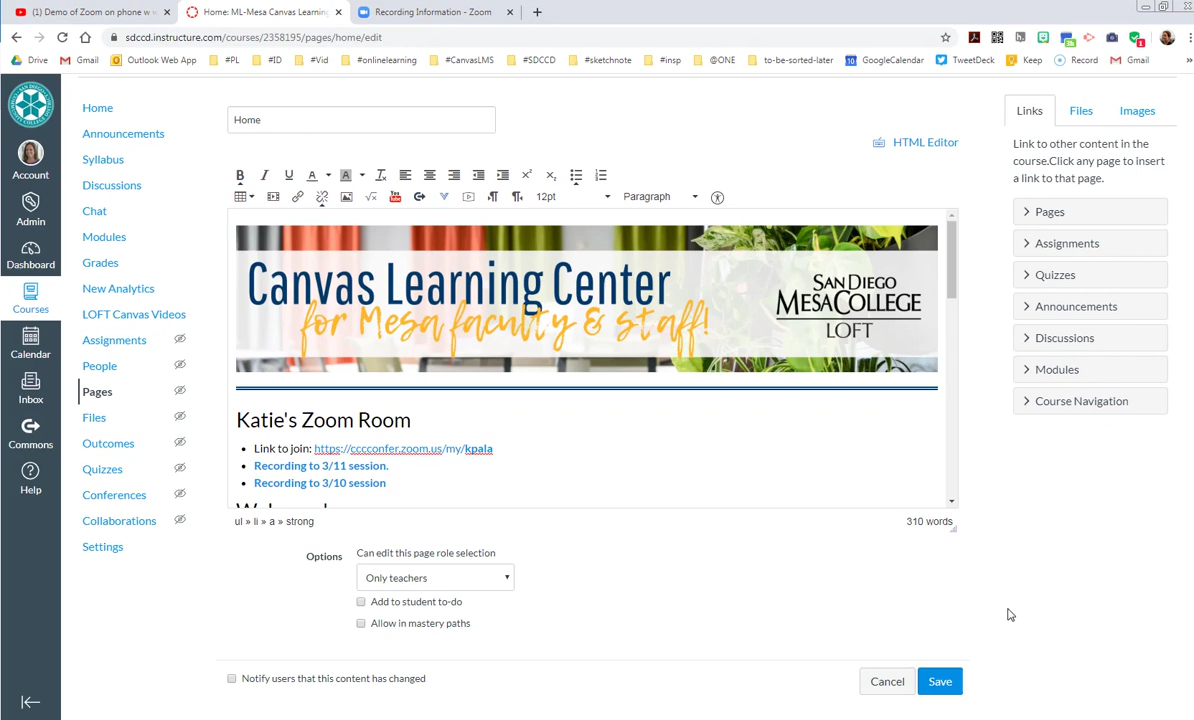 (1) Demo of Zoom on phone w
Home: ML-Mesa Canvas Learnin
Recording Information - Zoom
sdccd.instructure.com/courses/2358195/pages/home/edit
Drive
Gmail
Outlook Web App
#PL
#ID
#Vid
#onlinelearning
#CanvasLMS
#SDCCD
#sketchnote
#insp
@ONE
to-be-sorted-later
GoogleCalendar
TweetDeck
Keep
Record
Gmail
Account
Admin
Dashboard
Courses
Calendar
Inbox
Commons
Help
Home
Announcements
Syllabus
Discussions
Chat
Modules
Grades
New Analytics
LOFT Canvas Videos
Assignments
People
Pages
Files
Outcomes
Quizzes
Conferences
Collaborations
Settings
Home
HTML Editor
12pt
Paragraph
Canvas Learning Center
for Mesa faculty & staff!
SAN DIEGO
MESA COLLEGE
LOFT
Katie's Zoom Room
Link to join: https://cccconfer.zoom.us/my/kpala
Recording to 3/11 session.
Recording to 3/10 session
ul » li » a » strong
310 words
Options
Can edit this page role selection
Only teachers
Add to student to-do
Allow in mastery paths
Notify users that this content has changed
Cancel
Save
Links
Files
Images
Link to other content in the
course.Click any page to insert
a link to that page.
Pages
Assignments
Quizzes
Announcements
Discussions
Modules
Course Navigation